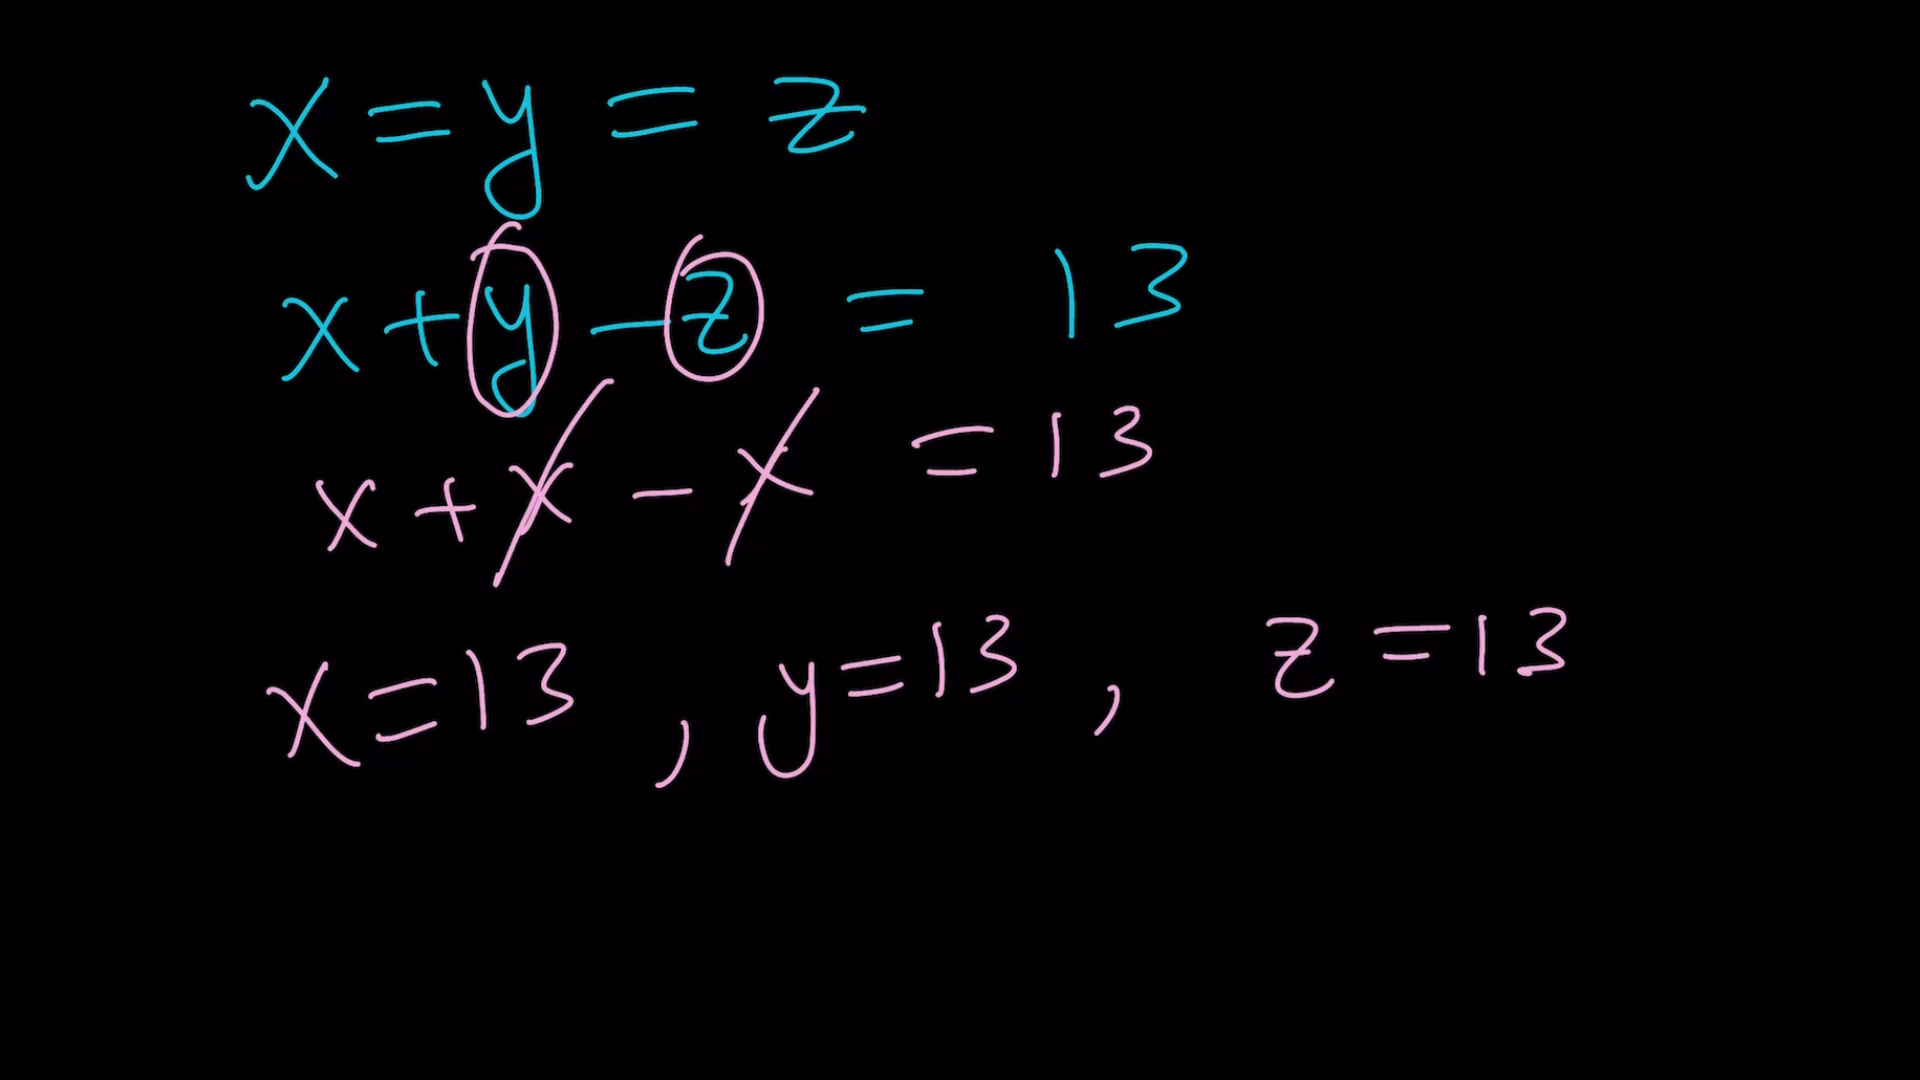 x = y = z
x + y - z = 13
x + x - x = 13
x = 13 , y = 13 , z = 13